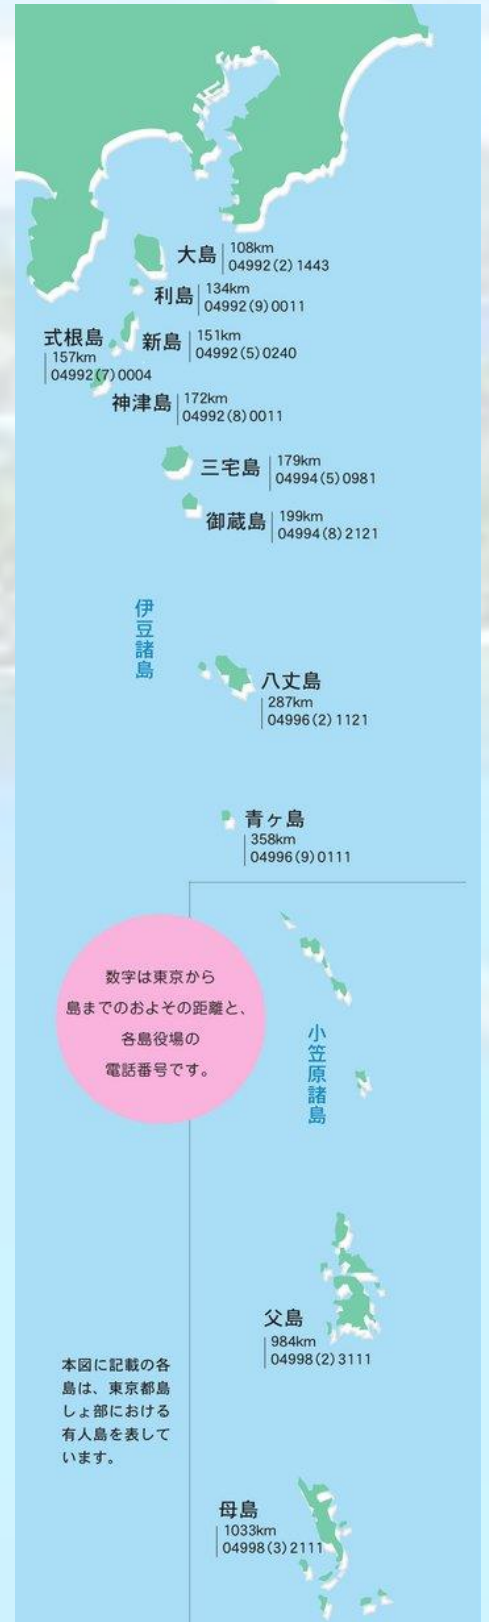 大島
108km
04992(2)1443
利島
134km
04992(9)0011
式根島
157km
04992(7)0004
新島
151km
04992(5)0240
神津島
172km
04992(8)0011
三宅島
179km
04994(5)0981
御蔵島
199km
04994(8)2121
伊豆諸島
八丈島
287km
04996(2)1121
青ヶ島
358km
04996(9)0111
数字は東京から
島までのおよその距離と、
各島役場の
電話番号です。
小笠原諸島
父島
984km
04998(2)3111
本図に記載の各
島は、東京都島
しょ部における
有人島を表して
います。
母島
1033km
04998(3)2111